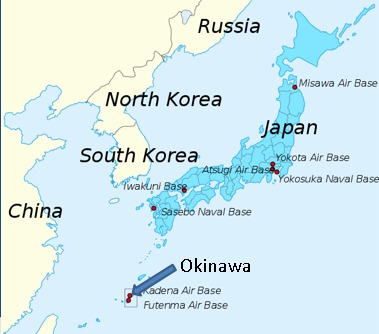 Russia
Misawa Air Base
North Korea
Japan
South Korea
Yokota Air Base
Atsugi Air Base
Iwakuni Base
Yokosuka Naval Base
China
Sasebo Naval Base
Okinawa
Kadena Air Base
Futenma Air Base